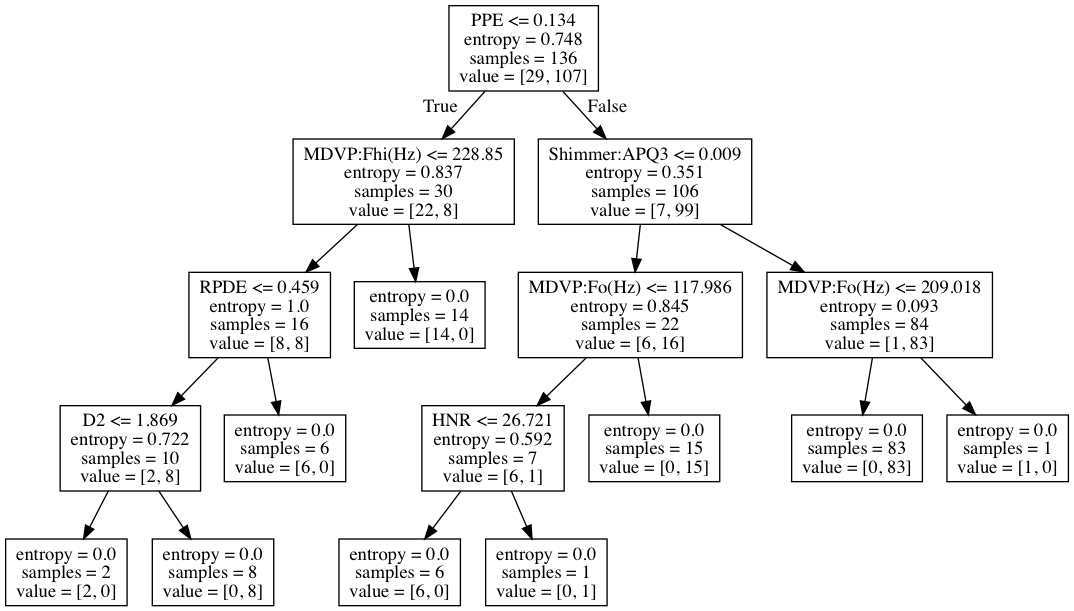 PPE <= 0.134
entropy = 0.748
samples = 136
value = [29, 107]
True
False
MDVP:Fhi(Hz) <= 228.85
entropy = 0.837
samples = 30
value = [22, 8]
Shimmer:APQ3 <= 0.009
entropy = 0.351
samples = 106
value = [7, 99]
RPDE <= 0.459
entropy = 1.0
samples = 16
value = [8, 8]
entropy = 0.0
samples = 14
value = [14, 0]
MDVP:Fo(Hz) <= 117.986
entropy = 0.845
samples = 22
value = [6, 16]
MDVP:Fo(Hz) <= 209.018
entropy = 0.093
samples = 84
value = [1, 83]
D2 <= 1.869
entropy = 0.722
samples = 10
value = [2, 8]
entropy = 0.0
samples = 6
value = [6, 0]
HNR <= 26.721
entropy = 0.592
samples = 7
value = [6, 1]
entropy = 0.0
samples = 15
value = [0, 15]
entropy = 0.0
samples = 83
value = [0, 83]
entropy = 0.0
samples = 1
value = [1, 0]
entropy = 0.0
samples = 2
value = [2, 0]
entropy = 0.0
samples = 8
value = [0, 8]
entropy = 0.0
samples = 6
value = [6, 0]
entropy = 0.0
samples = 1
value = [0, 1]